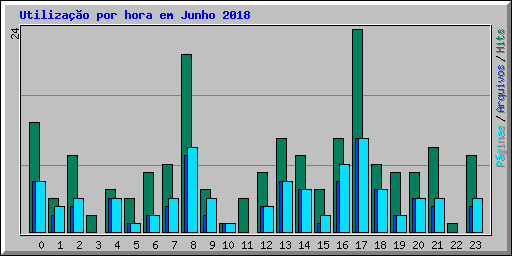 Utilização por hora em Junho 2018
24
Páginas / Arquivos / Hits
0 1 2 3 4 5 6 7 8 9 10 11 12 13 14 15 16 17 18 19 20 21 22 23